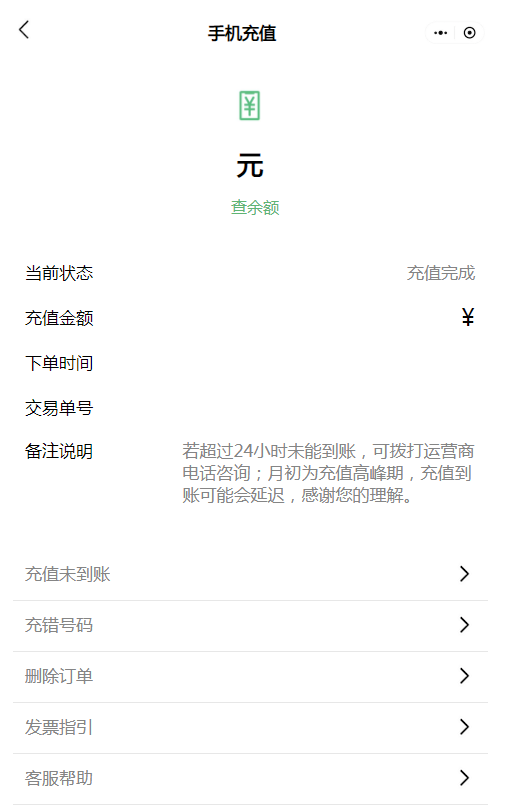 手机充值
¥
元
查余额
当前状态 充值完成
充值金额 ¥
下单时间
交易单号
备注说明 若超过24小时未能到账，可拨打运营商
电话咨询；月初为充值高峰期，充值到
账可能会延迟，感谢您的理解。
充值未到账
充错号码
删除订单
发票指引
客服帮助